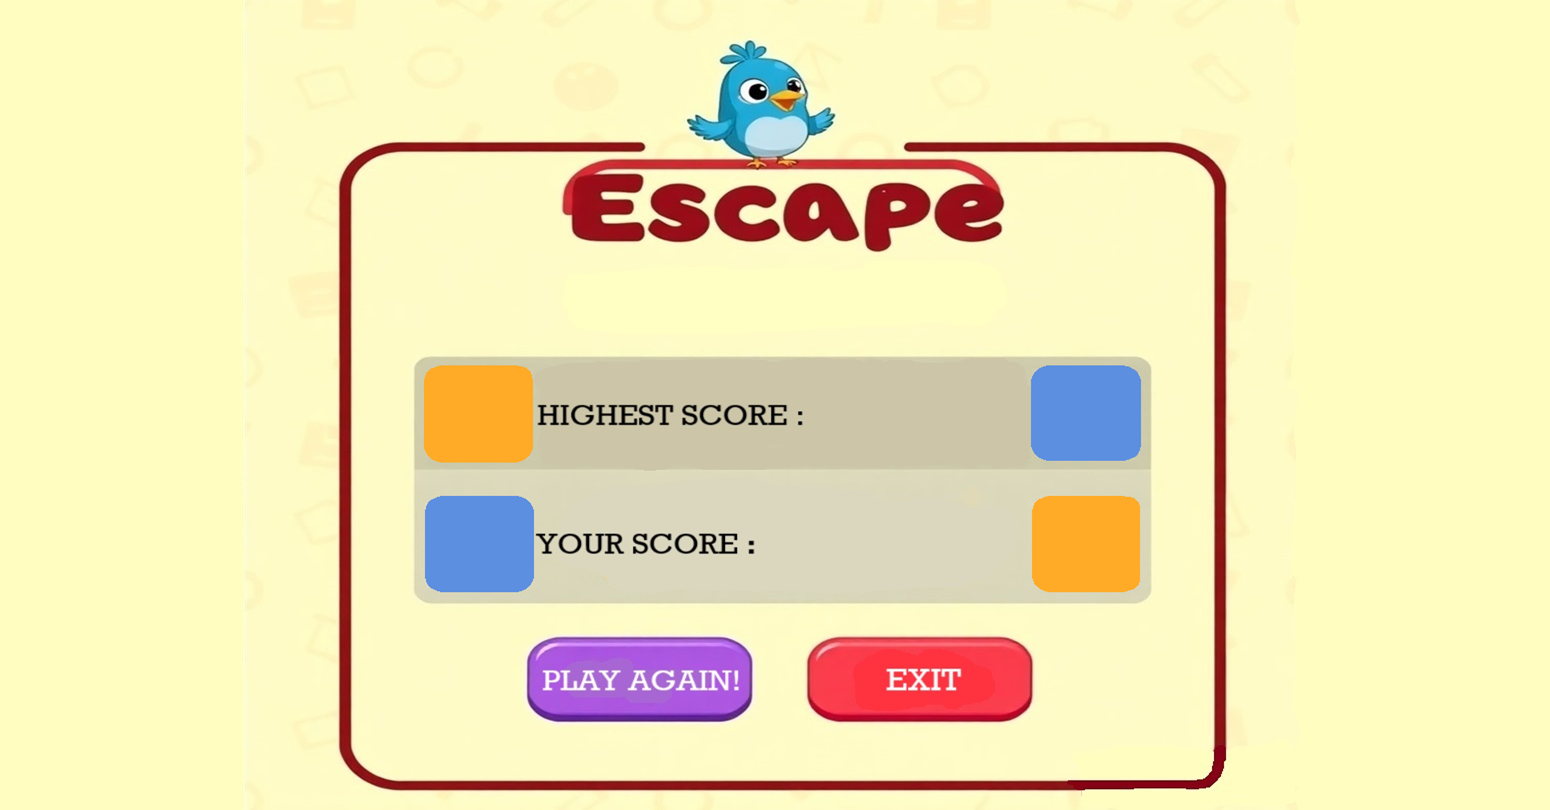 Escape
HIGHEST SCORE :
YOUR SCORE :
PLAY AGAIN!
EXIT